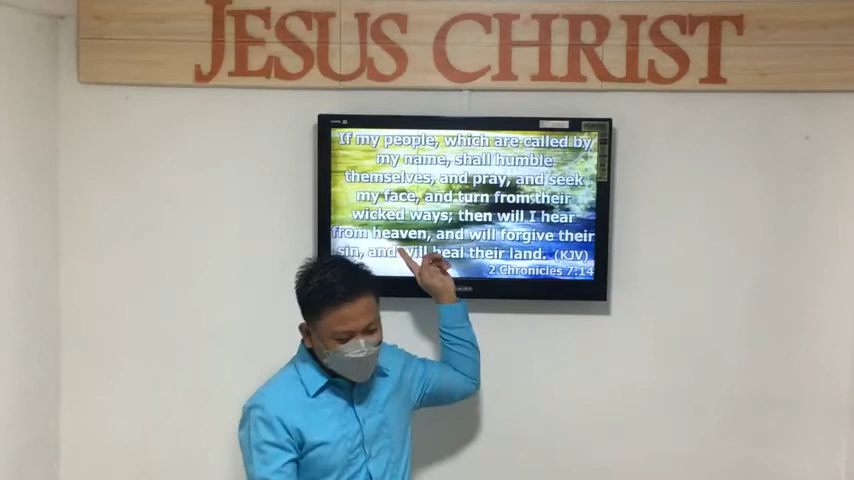 JESUS CHRIST
If my people, which are called by
my name, shall humble
themselves, and pray, and seek
my face, and turn from their
wicked ways; then will I hear
from heaven, and will forgive their
sin, and will heal their land. (KJV)
2 Chronicles 7:14